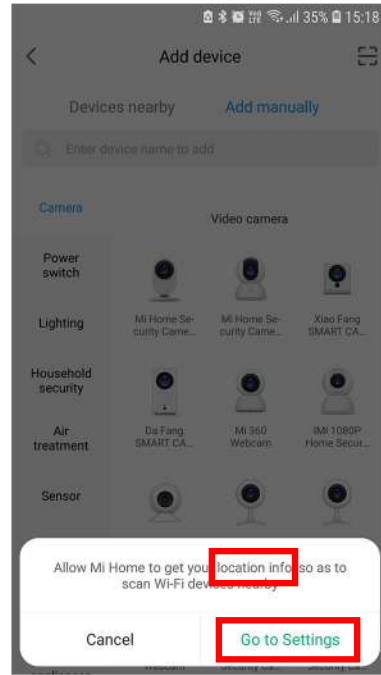 35% 15:18
Add device
Devices nearby Add manually
Enter device name to add
Camera
Video camera
Power
switch
Mi Home Se-
curity Came...
Mi Home Se-
curity Came...
Xiao Fang
SMART CA...
Lighting
Household
security
Da Fang
SMART CA...
Mi 360
Webcam
IMI 1080P
Home Secur...
Air
treatment
Sensor
Allow Mi Home to get your location info so as to
scan Wi-Fi devices nearby
Cancel Go to Settings